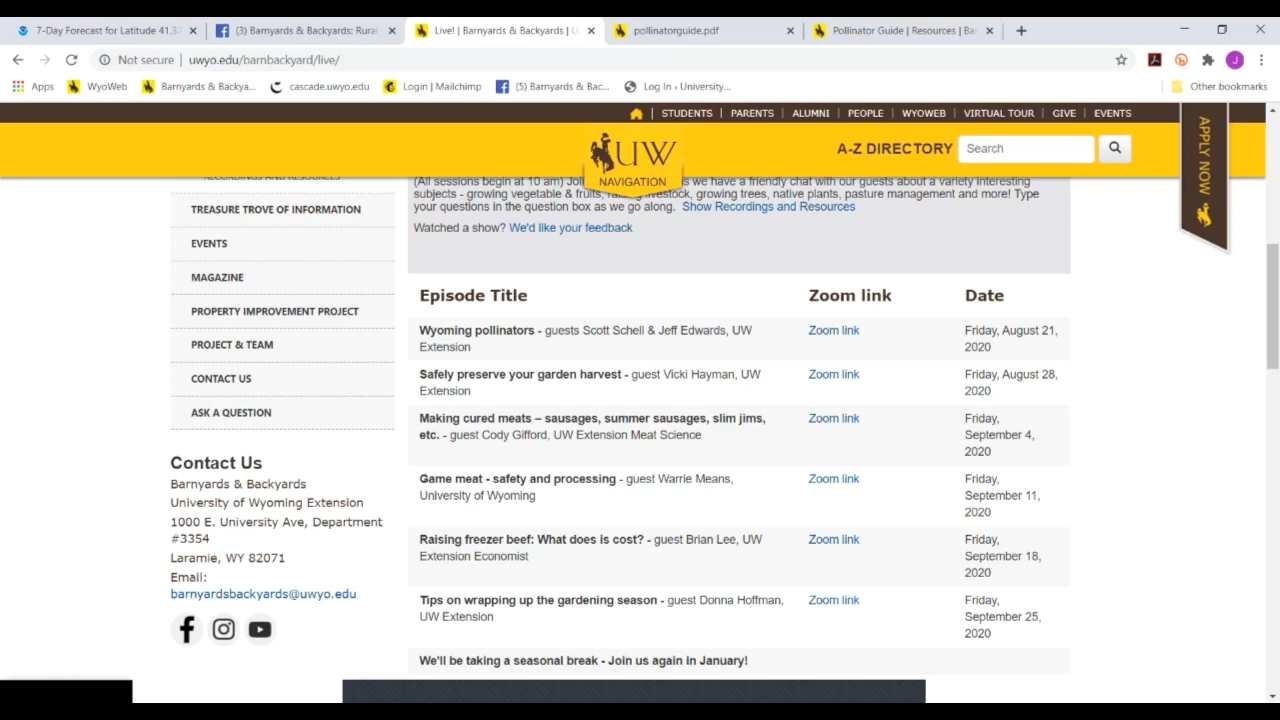 7-Day Forecast for Latitude 41.3
(3) Barnyards & Backyards: Rural
Live! | Barnyards & Backyards | U
pollinatorguide.pdf
Pollinator Guide | Resources | Ba
Not secure | uwyo.edu/barnbackyard/live/
Apps
WyoWeb
Barnyards & Backya...
cascade.uwyo.edu
Login | Mailchimp
(5) Barnyards & Bac...
Log In ‹ University...
Other bookmarks
STUDENTS | PARENTS | ALUMNI | PEOPLE | WYOWEB | VIRTUAL TOUR | GIVE | EVENTS
UW
NAVIGATION
A-Z DIRECTORY
Search
APPLY NOW
RECORDINGS AND RESOURCES
TREASURE TROVE OF INFORMATION
EVENTS
MAGAZINE
PROPERTY IMPROVEMENT PROJECT
PROJECT & TEAM
CONTACT US
ASK A QUESTION
Contact Us
Barnyards & Backyards
University of Wyoming Extension
1000 E. University Ave, Department
#3354
Laramie, WY 82071
Email:
barnyardsbackyards@uwyo.edu
(All sessions begin at 10 am) Joi s we have a friendly chat with our guests about a variety interesting
subjects - growing vegetable & fruits, raising livestock, growing trees, native plants, pasture management and more! Type
your questions in the question box as we go along. Show Recordings and Resources
Watched a show? We'd like your feedback
Episode Title Zoom link Date
Wyoming pollinators - guests Scott Schell & Jeff Edwards, UW Zoom link Friday, August 21,
Extension 2020
Safely preserve your garden harvest - guest Vicki Hayman, UW Zoom link Friday, August 28,
Extension 2020
Making cured meats – sausages, summer sausages, slim jims, Zoom link Friday,
etc. - guest Cody Gifford, UW Extension Meat Science September 4,
2020
Game meat - safety and processing - guest Warrie Means, Zoom link Friday,
University of Wyoming September 11,
2020
Raising freezer beef: What does is cost? - guest Brian Lee, UW Zoom link Friday,
Extension Economist September 18,
2020
Tips on wrapping up the gardening season - guest Donna Hoffman, Zoom link Friday,
UW Extension September 25,
2020
We'll be taking a seasonal break - Join us again in January!